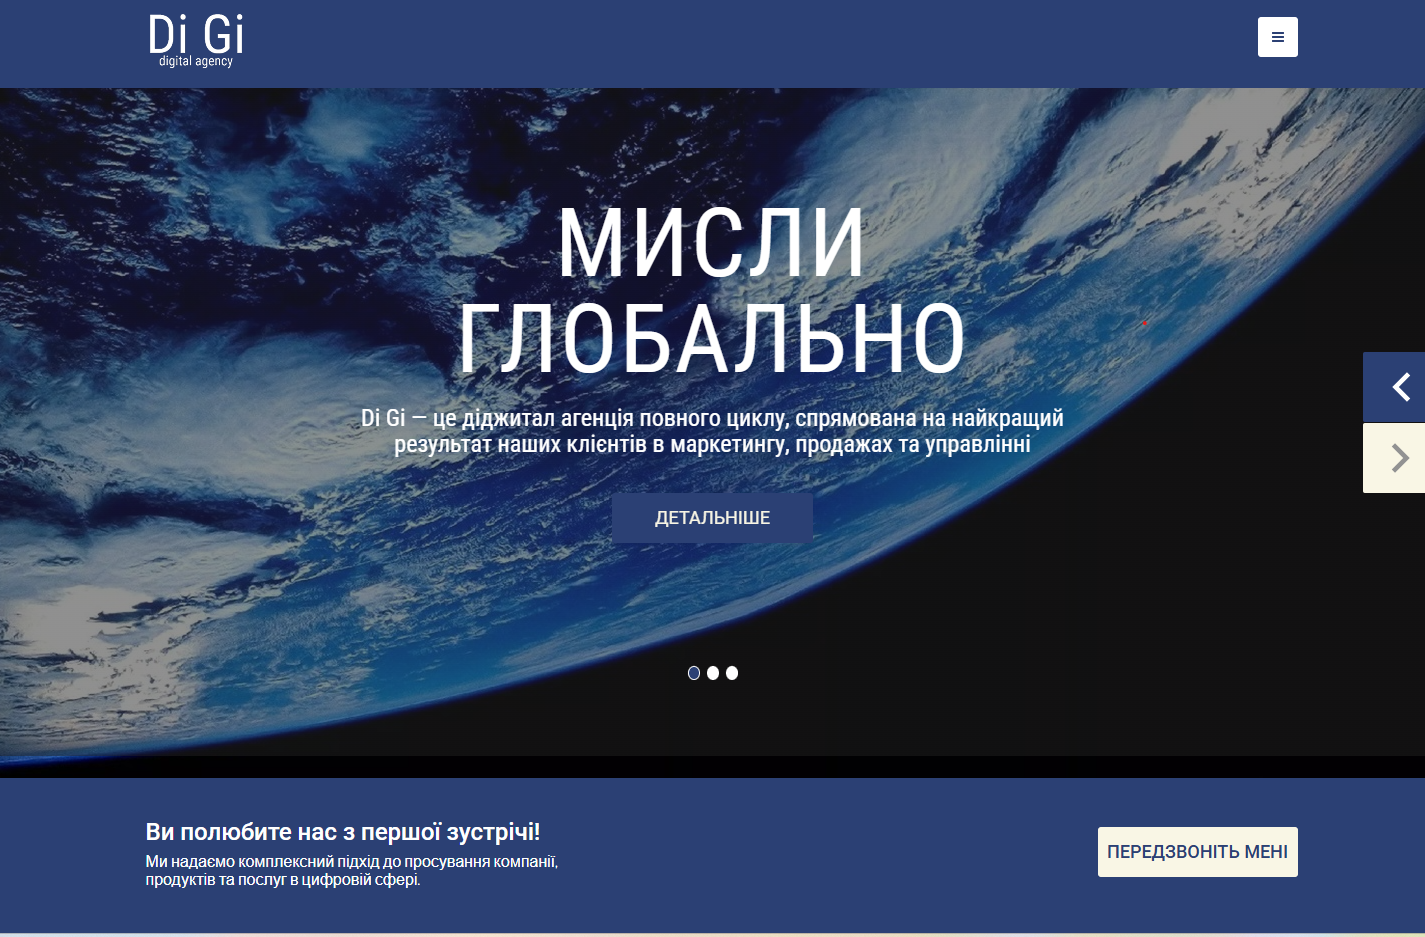 Di Gi
digital agency
МИСЛИ
ГЛОБАЛЬНО
Di Gi — це діджитал агенція повного циклу, спрямована на найкращий
результат наших клієнтів в маркетингу, продажах та управлінні
ДЕТАЛЬНІШЕ
Ви полюбите нас з першої зустрічі!
Ми надаємо комплексний підхід до просування компанії,
продуктів та послуг в цифровій сфері.
ПЕРЕДЗВОНІТЬ МЕНІ